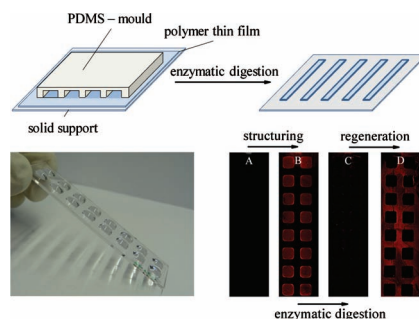 PDMS – mould
polymer thin film
enzymatic digestion
solid support
structuring
regeneration
A
B
C
D
enzymatic digestion